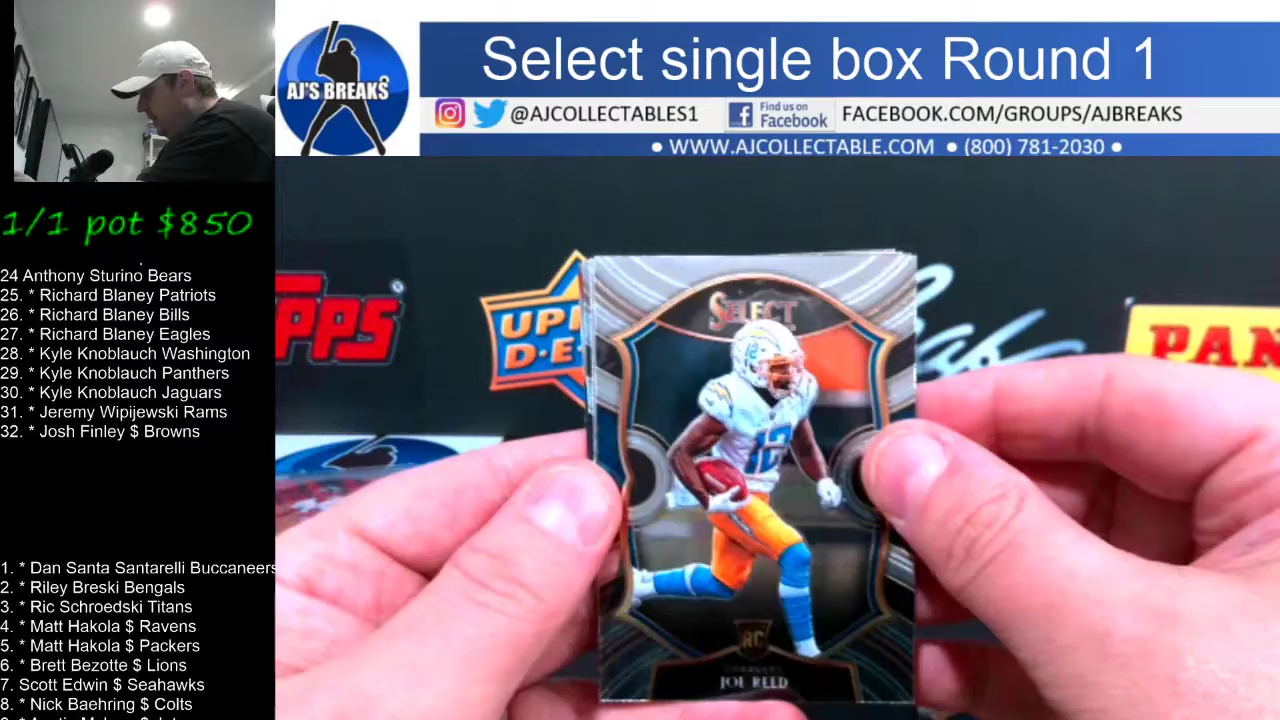 Select single box Round 1
AJ'S BREAKS
@AJCOLLECTABLES1
Find us on Facebook
FACEBOOK.COM/GROUPS/AJBREAKS
• WWW.AJCOLLECTABLE.COM • (800) 781-2030 •
1/1 pot $850
24 Anthony Sturino Bears
25. * Richard Blaney Patriots
26. * Richard Blaney Bills
27. * Richard Blaney Eagles
28. * Kyle Knoblauch Washington
29. * Kyle Knoblauch Panthers
30. * Kyle Knoblauch Jaguars
31. * Jeremy Wipijewski Rams
32. * Josh Finley $ Browns
1. * Dan Santa Santarelli Buccaneers
2. * Riley Breski Bengals
3. * Ric Schroedski Titans
4. * Matt Hakola $ Ravens
5. * Matt Hakola $ Packers
6. * Brett Bezotte $ Lions
7. Scott Edwin $ Seahawks
8. * Nick Baehring $ Colts
TOPPS
UP
D·E
PAN
SELECT
12
RC
CHARGERS
JOE REED